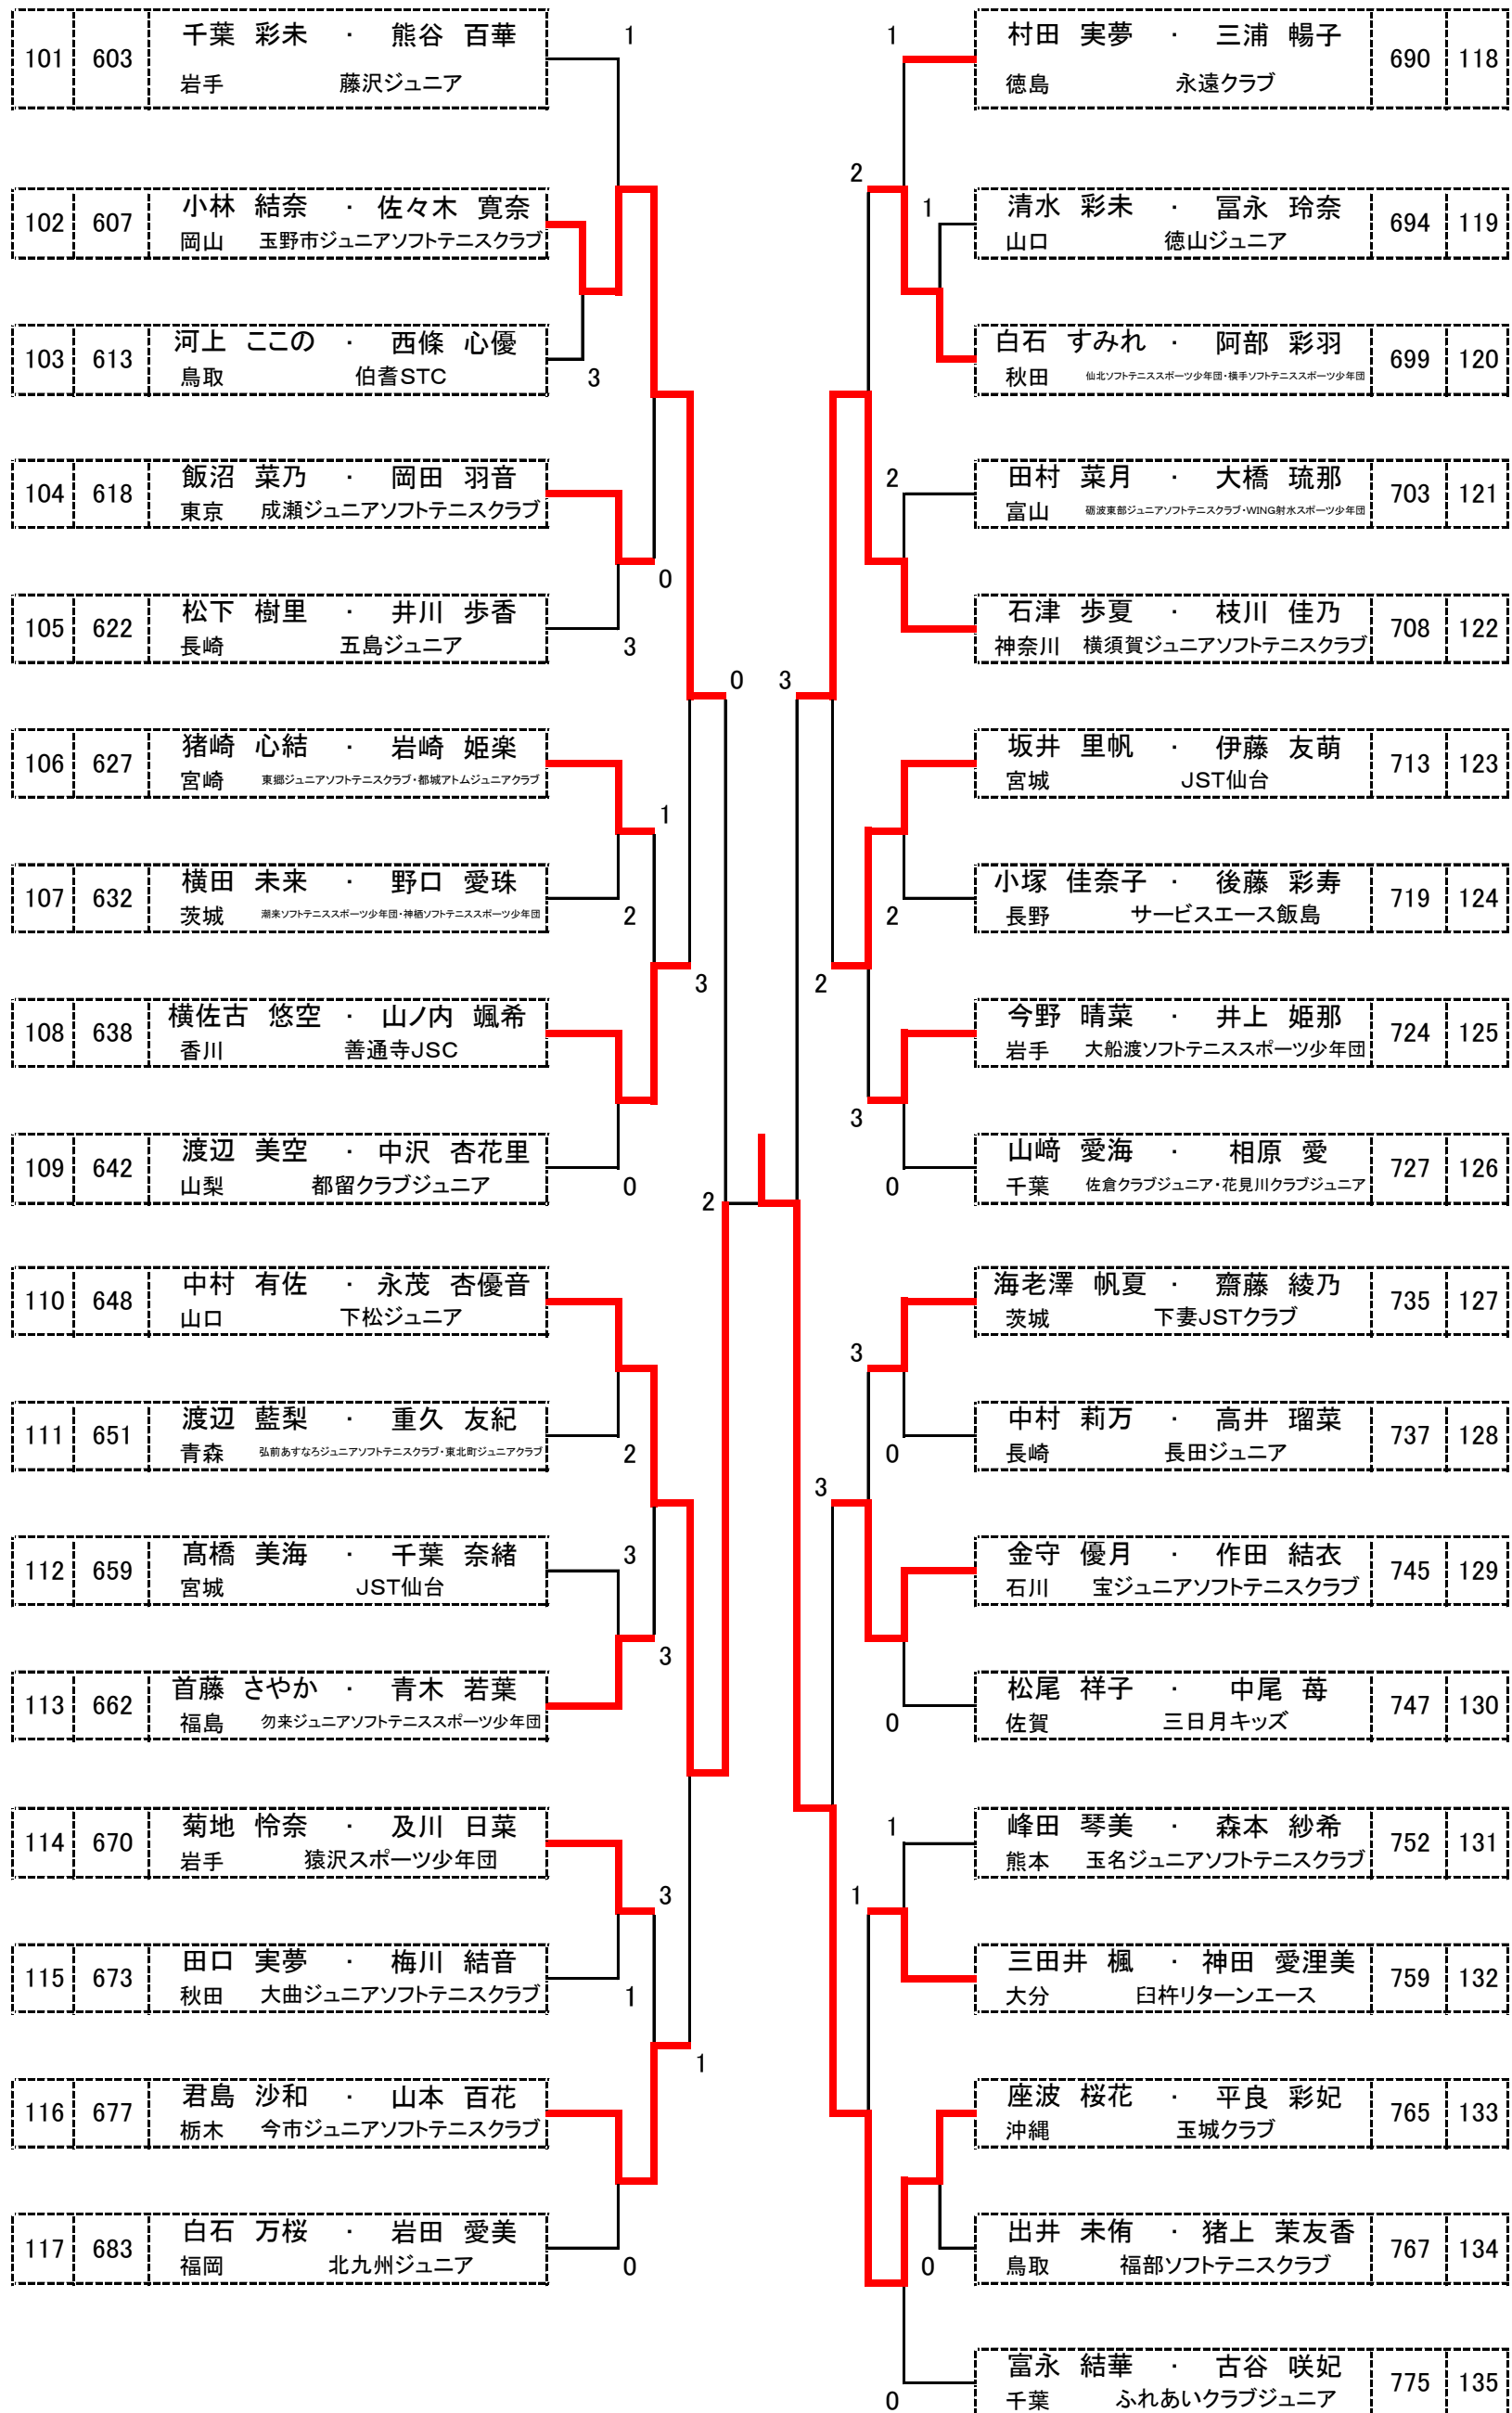 101 603 千葉 彩未 ・ 熊谷 百華
岩手 藤沢ジュニア
1
102 607 小林 結奈 ・ 佐々木 寛奈
岡山 玉野市ジュニアソフトテニスクラブ
103 613 河上 ここの ・ 西條 心優
鳥取 伯耆STC
3
104 618 飯沼 菜乃 ・ 岡田 羽音
東京 成瀬ジュニアソフトテニスクラブ
0
105 622 松下 樹里 ・ 井川 歩香
長崎 五島ジュニア
3
0
106 627 猪崎 心結 ・ 岩崎 姫楽
宮崎 東郷ジュニアソフトテニスクラブ・都城アトムジュニアクラブ
1
107 632 横田 未来 ・ 野口 愛珠
茨城 潮来ソフトテニススポーツ少年団・神栖ソフトテニススポーツ少年団
2
3
108 638 横佐古 悠空 ・ 山ノ内 颯希
香川 善通寺JSC
109 642 渡辺 美空 ・ 中沢 杏花里
山梨 都留クラブジュニア
0
2
110 648 中村 有佐 ・ 永茂 杏優音
山口 下松ジュニア
111 651 渡辺 藍梨 ・ 重久 友紀
青森 弘前あすなろジュニアソフトテニスクラブ・東北町ジュニアクラブ
2
112 659 髙橋 美海 ・ 千葉 奈緒
宮城 JST仙台
3
3
113 662 首藤 さやか ・ 青木 若葉
福島 勿来ジュニアソフトテニススポーツ少年団
114 670 菊地 怜奈 ・ 及川 日菜
岩手 猿沢スポーツ少年団
3
115 673 田口 実夢 ・ 梅川 結音
秋田 大曲ジュニアソフトテニスクラブ
1
1
116 677 君島 沙和 ・ 山本 百花
栃木 今市ジュニアソフトテニスクラブ
117 683 白石 万桜 ・ 岩田 愛美
福岡 北九州ジュニア
0
1
村田 実夢 ・ 三浦 暢子 690 118
徳島 永遠クラブ
2
1
清水 彩未 ・ 冨永 玲奈 694 119
山口 徳山ジュニア
白石 すみれ ・ 阿部 彩羽 699 120
秋田 仙北ソフトテニススポーツ少年団・横手ソフトテニススポーツ少年団
2
田村 菜月 ・ 大橋 琉那 703 121
富山 砺波東部ジュニアソフトテニスクラブ・WING射水スポーツ少年団
石津 歩夏 ・ 枝川 佳乃 708 122
神奈川 横須賀ジュニアソフトテニスクラブ
3
坂井 里帆 ・ 伊藤 友萌 713 123
宮城 JST仙台
小塚 佳奈子 ・ 後藤 彩寿 719 124
長野 サービスエース飯島
2
2
今野 晴菜 ・ 井上 姫那 724 125
岩手 大船渡ソフトテニススポーツ少年団
3
山﨑 愛海 ・ 相原 愛 727 126
千葉 佐倉クラブジュニア・花見川クラブジュニア
0
海老澤 帆夏 ・ 齋藤 綾乃 735 127
茨城 下妻JSTクラブ
3
中村 莉万 ・ 高井 瑠菜 737 128
長崎 長田ジュニア
0
3
金守 優月 ・ 作田 結衣 745 129
石川 宝ジュニアソフトテニスクラブ
松尾 祥子 ・ 中尾 苺 747 130
佐賀 三日月キッズ
0
1
峰田 琴美 ・ 森本 紗希 752 131
熊本 玉名ジュニアソフトテニスクラブ
1
三田井 楓 ・ 神田 愛浬美 759 132
大分 臼杵リターンエース
座波 桜花 ・ 平良 彩妃 765 133
沖縄 玉城クラブ
出井 未侑 ・ 猪上 茉友香 767 134
鳥取 福部ソフトテニスクラブ
0
富永 結華 ・ 古谷 咲妃 775 135
千葉 ふれあいクラブジュニア
0